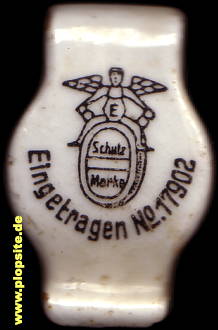 E
Schutz
Marke
Eingetragen No. 17902
www.plopsite.de